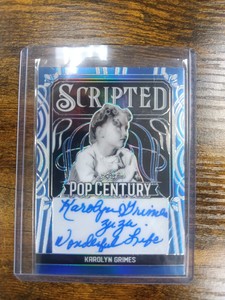 SCRIPTED
POP CENTURY
Karolyn Grimes
Zuzu
Wonderful Life
KAROLYN GRIMES